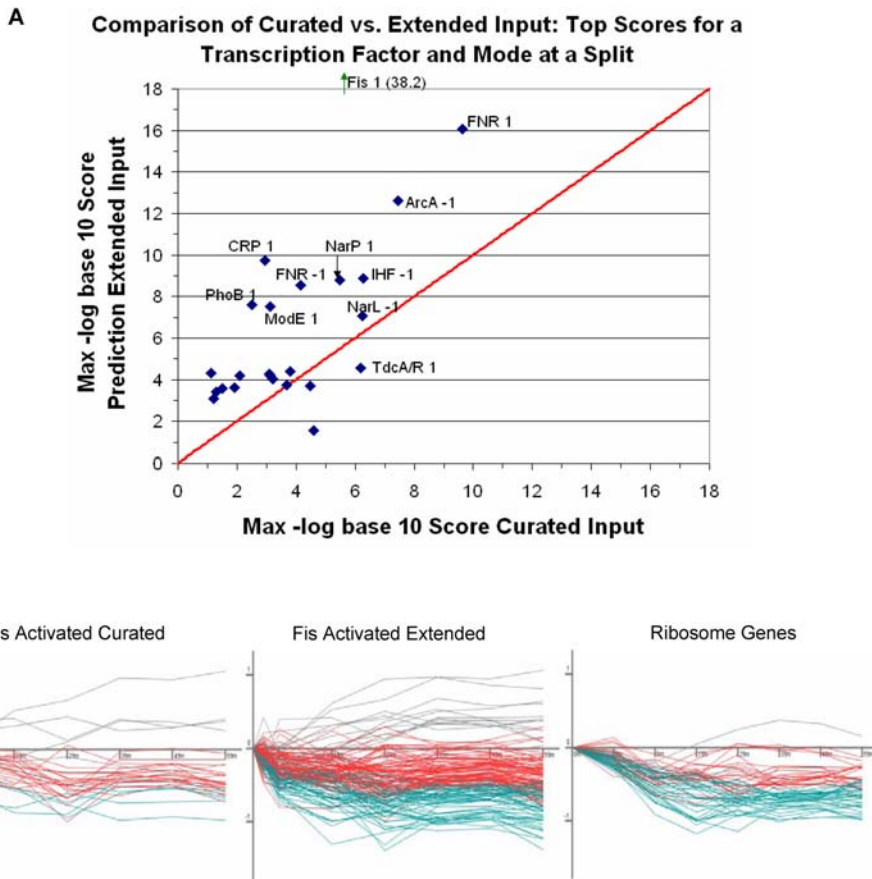 A
Comparison of Curated vs. Extended Input: Top Scores for a
Transcription Factor and Mode at a Split
Fis 1 (38.2)
18
16
14
12
10
8
6
4
2
0
FNR 1
ArcA -1
CRP 1
NarP 1
FNR -1
IHF -1
PhoB 1
ModE 1
NarL -1
TdcA/R 1
Max -log base 10 Score
Prediction Extended Input
0 2 4 6 8 10 12 14 16 18
Max -log base 10 Score Curated Input
s Activated Curated
Fis Activated Extended
Ribosome Genes
1
1
-1
-1